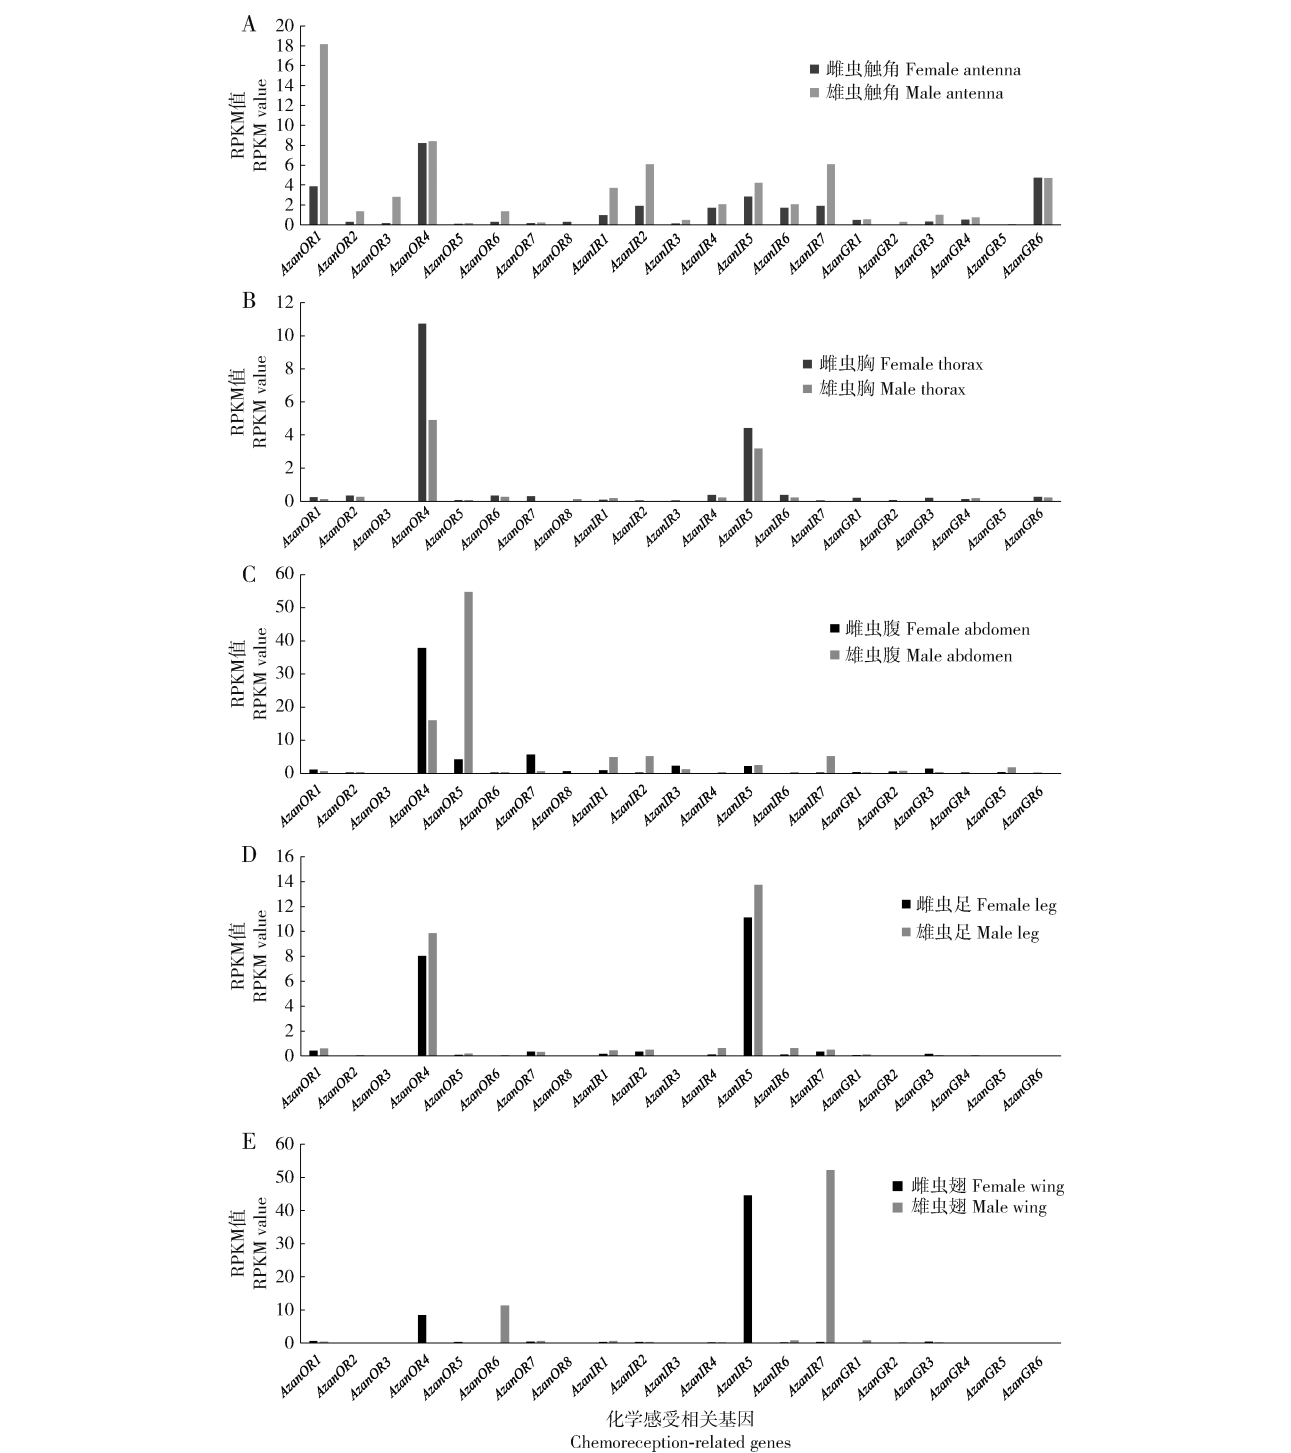 A
20
18
16
14
12
10
8
6
4
2
0
RPKM值
RPKM value
雌虫触角 Female antenna
雄虫触角 Male antenna
AzanOR1 AzanOR2 AzanOR3 AzanOR4 AzanOR5 AzanOR6 AzanOR7 AzanOR8 AzanIR1 AzanIR2 AzanIR3 AzanIR4 AzanIR5 AzanIR6 AzanIR7 AzanGR1 AzanGR2 AzanGR3 AzanGR4 AzanGR5 AzanGR6
B
12
10
8
6
4
2
0
RPKM值
RPKM value
雌虫胸 Female thorax
雄虫胸 Male thorax
AzanOR1 AzanOR2 AzanOR3 AzanOR4 AzanOR5 AzanOR6 AzanOR7 AzanOR8 AzanIR1 AzanIR2 AzanIR3 AzanIR4 AzanIR5 AzanIR6 AzanIR7 AzanGR1 AzanGR2 AzanGR3 AzanGR4 AzanGR5 AzanGR6
C
60
50
40
30
20
10
0
RPKM值
RPKM value
雌虫腹 Female abdomen
雄虫腹 Male abdomen
AzanOR1 AzanOR2 AzanOR3 AzanOR4 AzanOR5 AzanOR6 AzanOR7 AzanOR8 AzanIR1 AzanIR2 AzanIR3 AzanIR4 AzanIR5 AzanIR6 AzanIR7 AzanGR1 AzanGR2 AzanGR3 AzanGR4 AzanGR5 AzanGR6
D
16
14
12
10
8
6
4
2
0
RPKM值
RPKM value
雌虫足 Female leg
雄虫足 Male leg
AzanOR1 AzanOR2 AzanOR3 AzanOR4 AzanOR5 AzanOR6 AzanOR7 AzanOR8 AzanIR1 AzanIR2 AzanIR3 AzanIR4 AzanIR5 AzanIR6 AzanIR7 AzanGR1 AzanGR2 AzanGR3 AzanGR4 AzanGR5 AzanGR6
E
60
50
40
30
20
10
0
RPKM值
RPKM value
雌虫翅 Female wing
雄虫翅 Male wing
AzanOR1 AzanOR2 AzanOR3 AzanOR4 AzanOR5 AzanOR6 AzanOR7 AzanOR8 AzanIR1 AzanIR2 AzanIR3 AzanIR4 AzanIR5 AzanIR6 AzanIR7 AzanGR1 AzanGR2 AzanGR3 AzanGR4 AzanGR5 AzanGR6
化学感受相关基因
Chemoreception-related genes